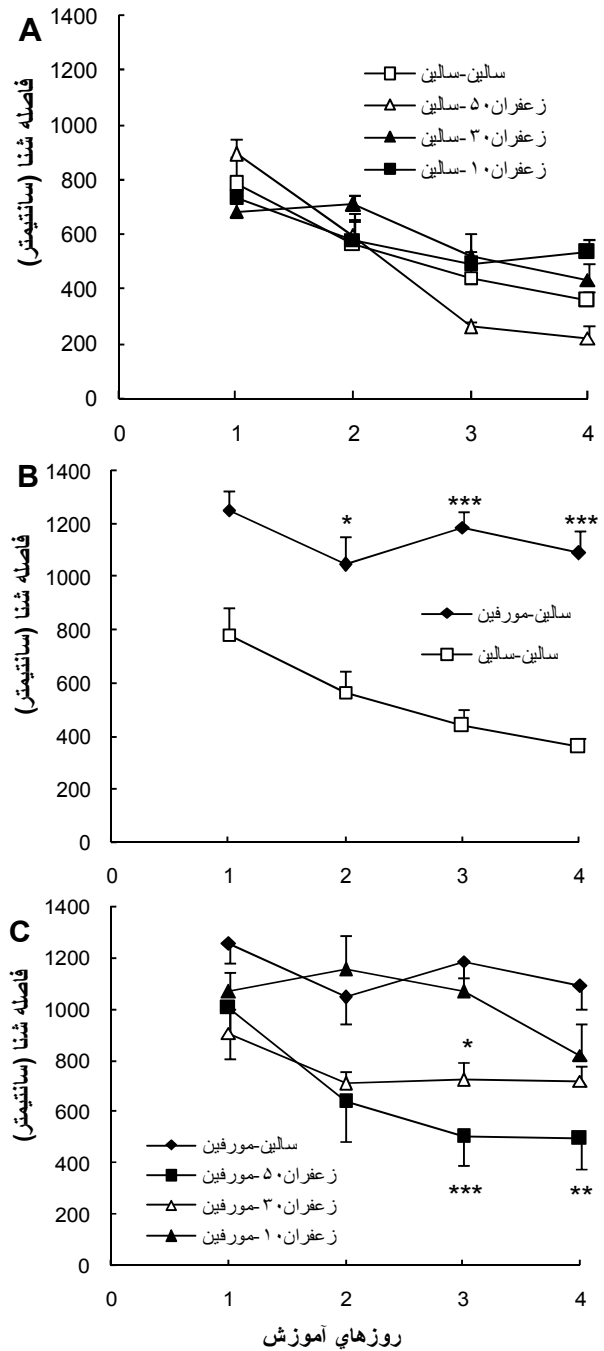 A
فاصله شنا (سانتیمتر)
1400
1200
1000
800
600
400
200
0
سالین-سالین
زعفران۵۰-سالین
زعفران۳۰-سالین
زعفران۱۰-سالین
0 1 2 3 4
B
فاصله شنا (سانتیمتر)
1400
1200
1000
800
600
400
200
0
* *** ***
سالین-مورفین
سالین-سالین
0 1 2 3 4
C
فاصله شنا (سانتیمتر)
1400
1200
1000
800
600
400
200
0
*
*** **
سالین-مورفین
زعفران۵۰-مورفین
زعفران۳۰-مورفین
زعفران۱۰-مورفین
0 1 2 3 4
روزهاي آموزش